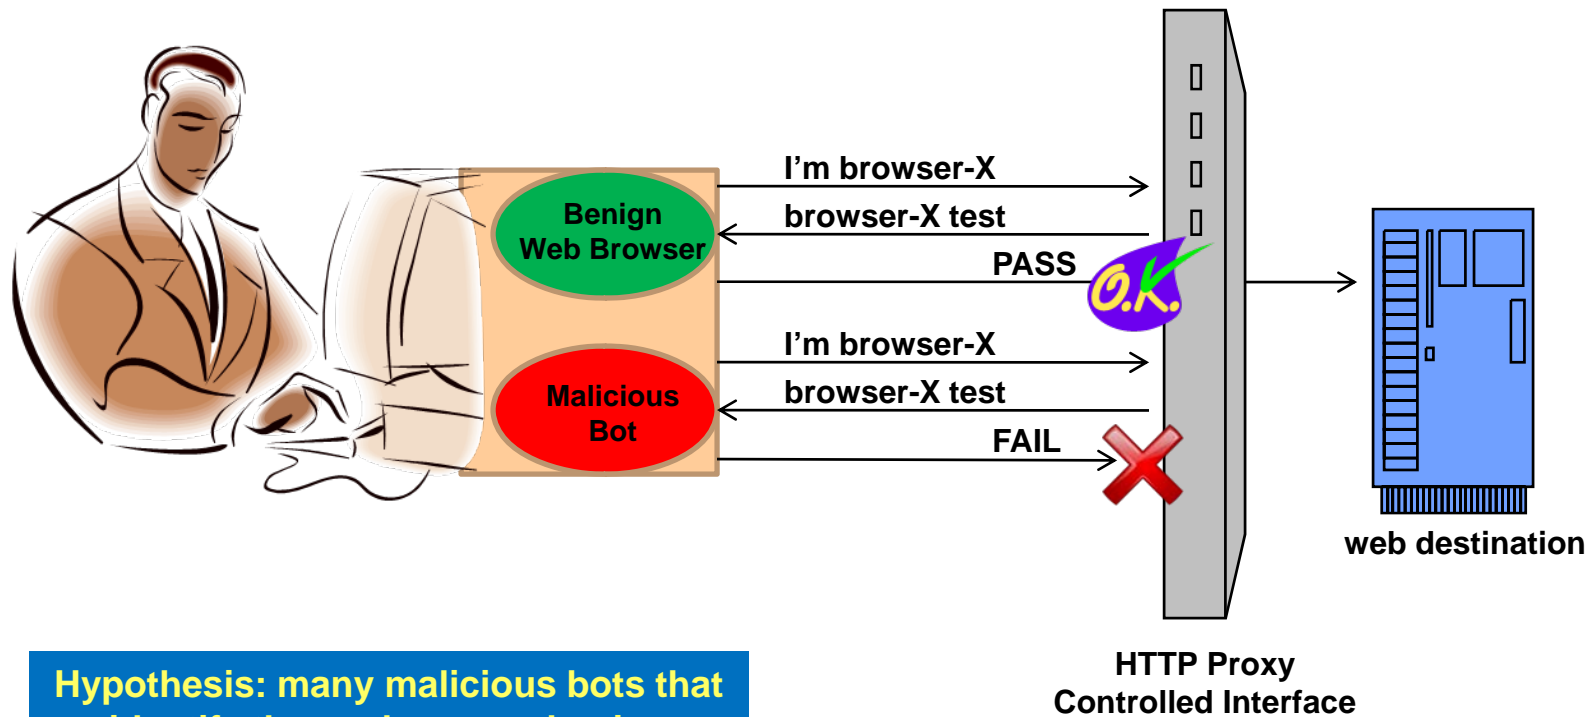 I'm browser-X
Benign
Web Browser
browser-X test
PASS
O.K.
I'm browser-X
Malicious
Bot
browser-X test
FAIL
web destination
HTTP Proxy
Controlled Interface
Hypothesis: many malicious bots that